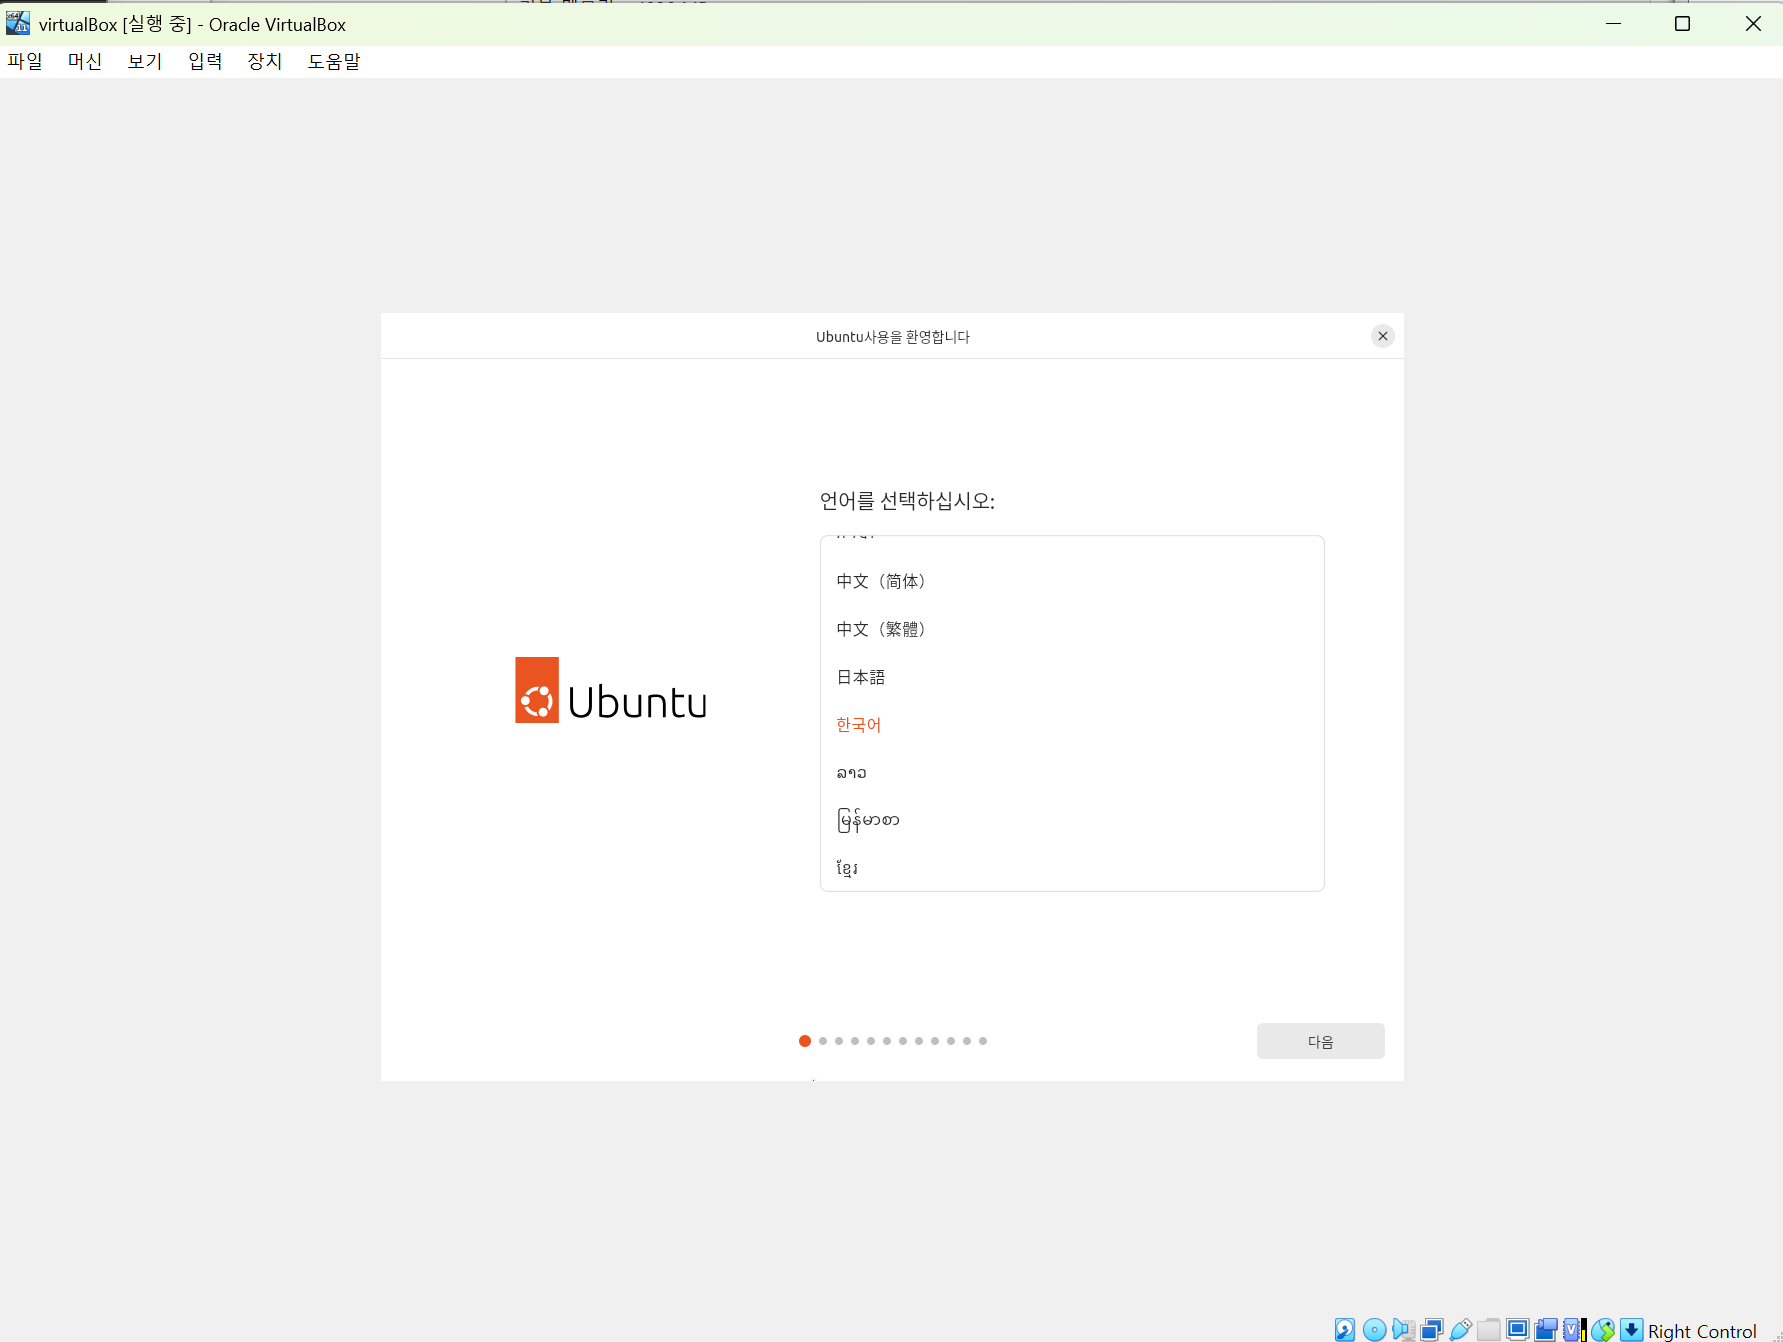 virtualBox [실행 중] - Oracle VirtualBox
파일 머신 보기 입력 장치 도움말
Ubuntu사용을 환영합니다
언어를 선택하십시오:
中文（简体）
中文（繁體）
日本語
한국어
ລາວ
မြန်မာစာ
ខ្មែរ
Ubuntu
다음
Right Control